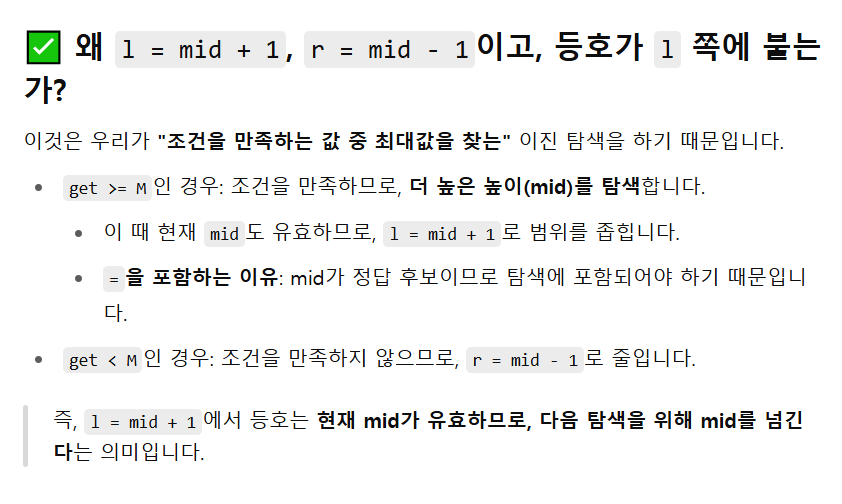 ✅ 왜 l = mid + 1, r = mid - 1이고, 등호가 l 쪽에 붙는
가?
이것은 우리가 "조건을 만족하는 값 중 최대값을 찾는" 이진 탐색을 하기 때문입니다.
• get >= M인 경우: 조건을 만족하므로, 더 높은 높이(mid)를 탐색합니다.
• 이 때 현재 mid도 유효하므로, l = mid + 1로 범위를 좁힙니다.
• =을 포함하는 이유: mid가 정답 후보이므로 탐색에 포함되어야 하기 때문입니
다.
• get < M인 경우: 조건을 만족하지 않으므로, r = mid - 1로 줄입니다.
즉, l = mid + 1에서 등호는 현재 mid가 유효하므로, 다음 탐색을 위해 mid를 넘긴
다는 의미입니다.